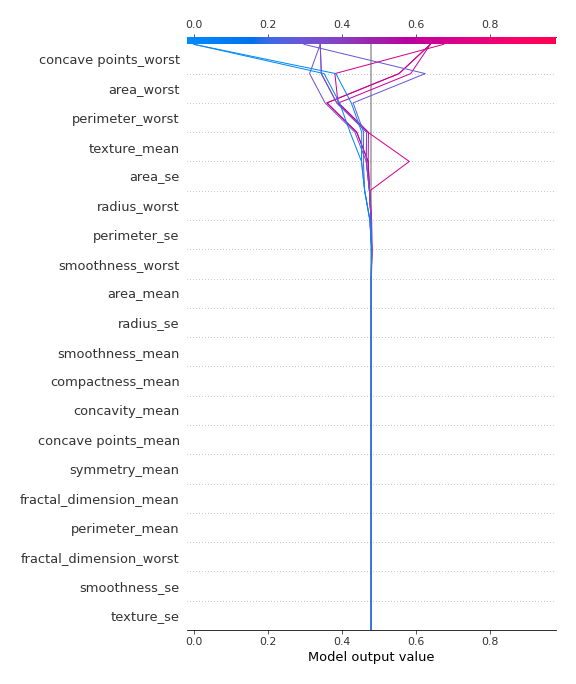 0.0 0.2 0.4 0.6 0.8
concave points_worst
area_worst
perimeter_worst
texture_mean
area_se
radius_worst
perimeter_se
smoothness_worst
area_mean
radius_se
smoothness_mean
compactness_mean
concavity_mean
concave points_mean
symmetry_mean
fractal_dimension_mean
perimeter_mean
fractal_dimension_worst
smoothness_se
texture_se
0.0 0.2 0.4 0.6 0.8
Model output value